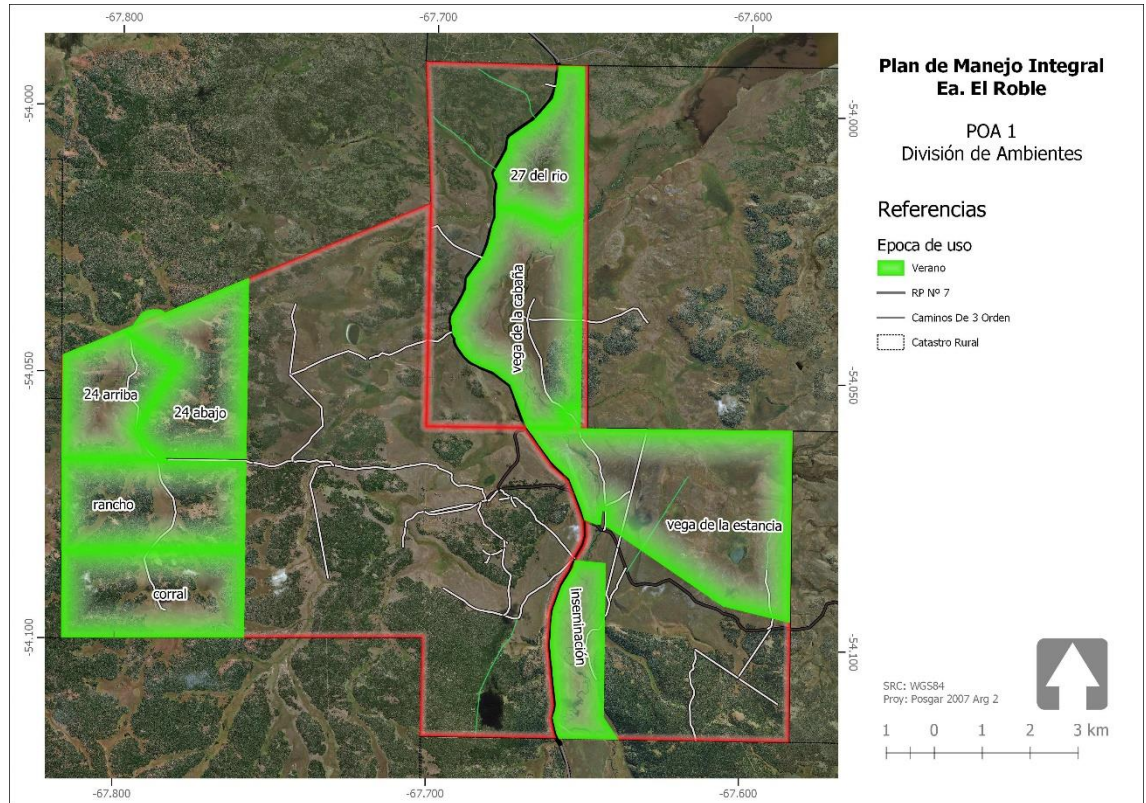 -67.800
-67.700
-67.600
-54.000
-54.050
-54.100
27 del rio
vega de la cabaña
24 arriba
24 abajo
rancho
corral
vega de la estancia
inseminación
-54.000
-54.050
-54.100
-67.800
-67.700
-67.600
Plan de Manejo Integral
Ea. El Roble
POA 1
División de Ambientes
Referencias
Epoca de uso
Verano
RP Nº 7
Caminos De 3 Orden
Catastro Rural
SRC: WGS84
Proy: Posgar 2007 Arg 2
1 0 1 2 3 km